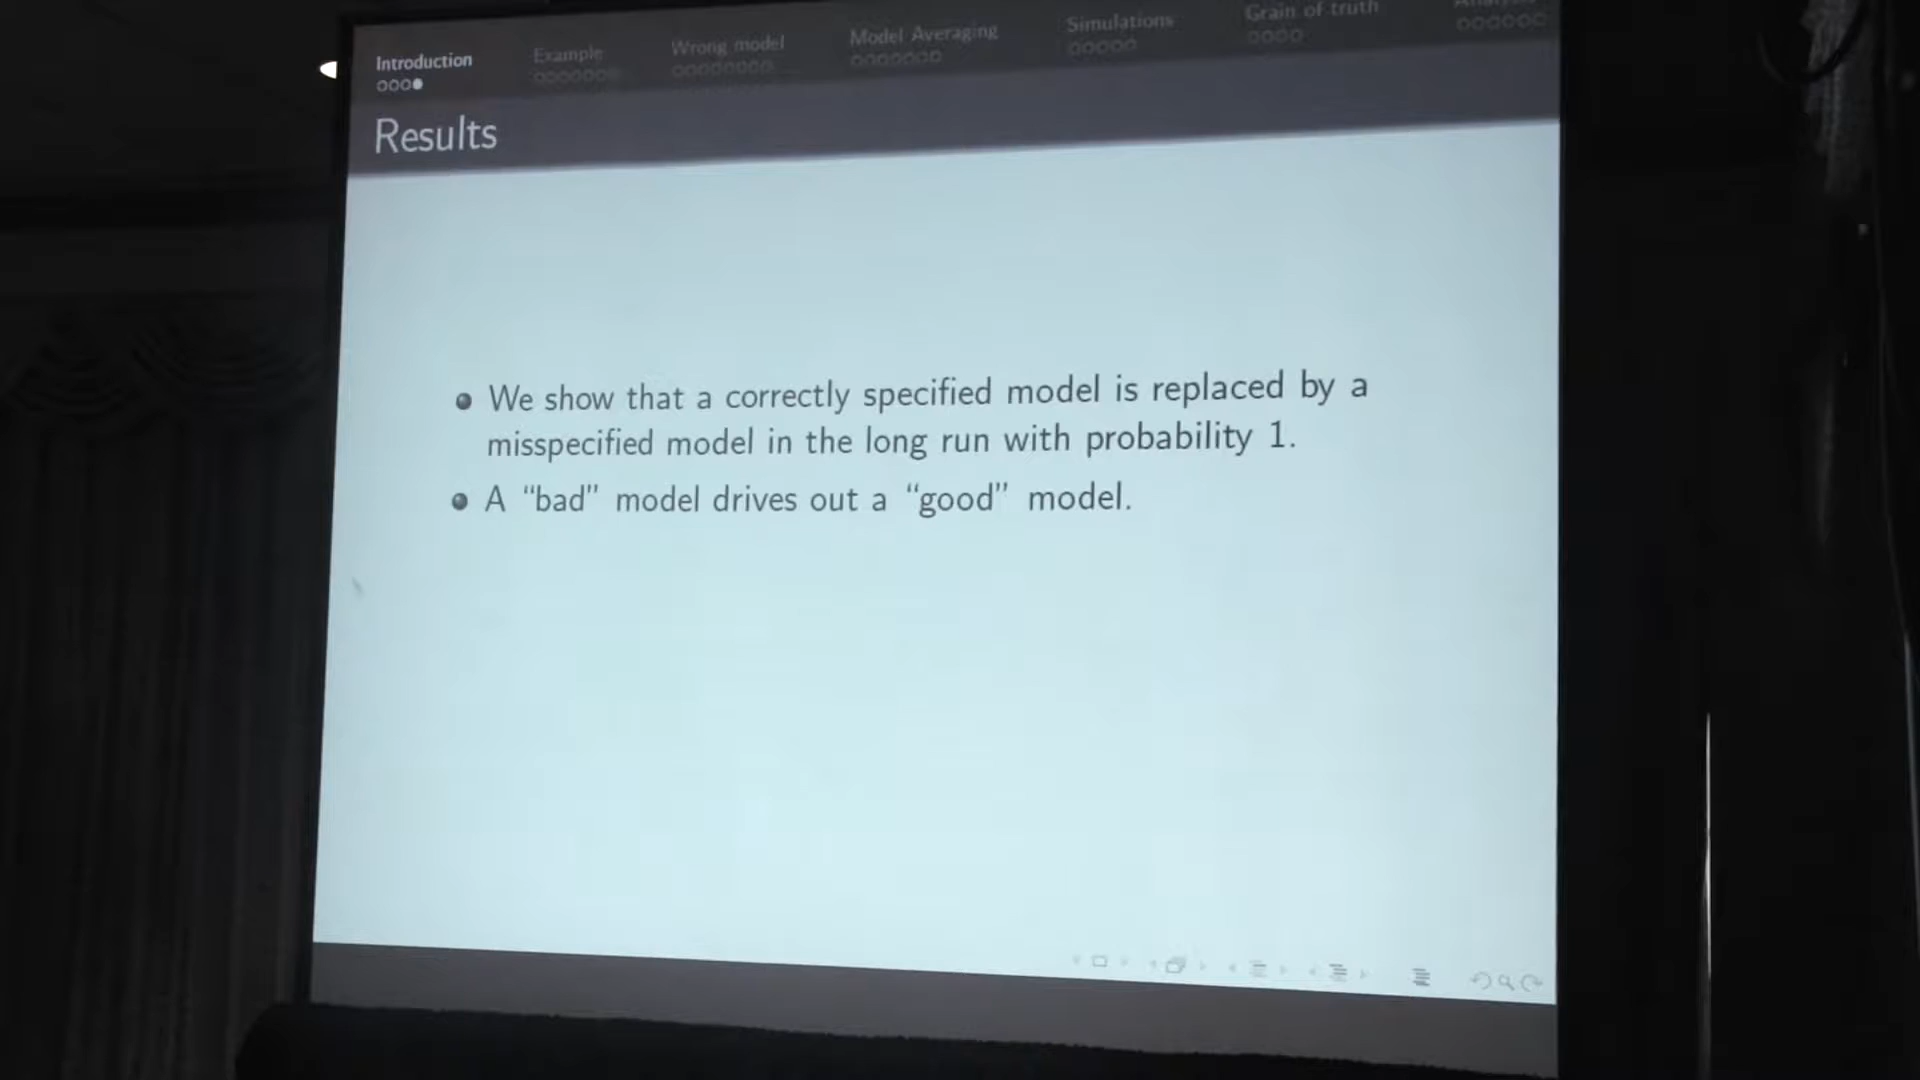 Introduction
Example
Wrong model
Model Averaging
Simulations
Grain of truth
Results
We show that a correctly specified model is replaced by a
misspecified model in the long run with probability 1.
A “bad” model drives out a “good” model.